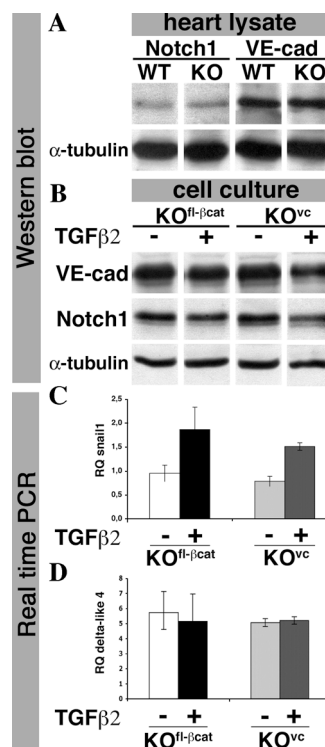 Western blot
A
heart lysate
Notch1 VE-cad
WT KO WT KO
α-tubulin
B
cell culture
KOfl-βcat KOvc
TGFβ2 - + - +
VE-cad
Notch1
α-tubulin
Real time PCR
C
RQ snail1
2,5
2,0
1,5
1,0
0,5
0,0
TGFβ2 - + - +
KOfl-βcat KOvc
D
RQ delta-like 4
8
7
6
5
4
3
2
1
0
TGFβ2 - + - +
KOfl-βcat KOvc